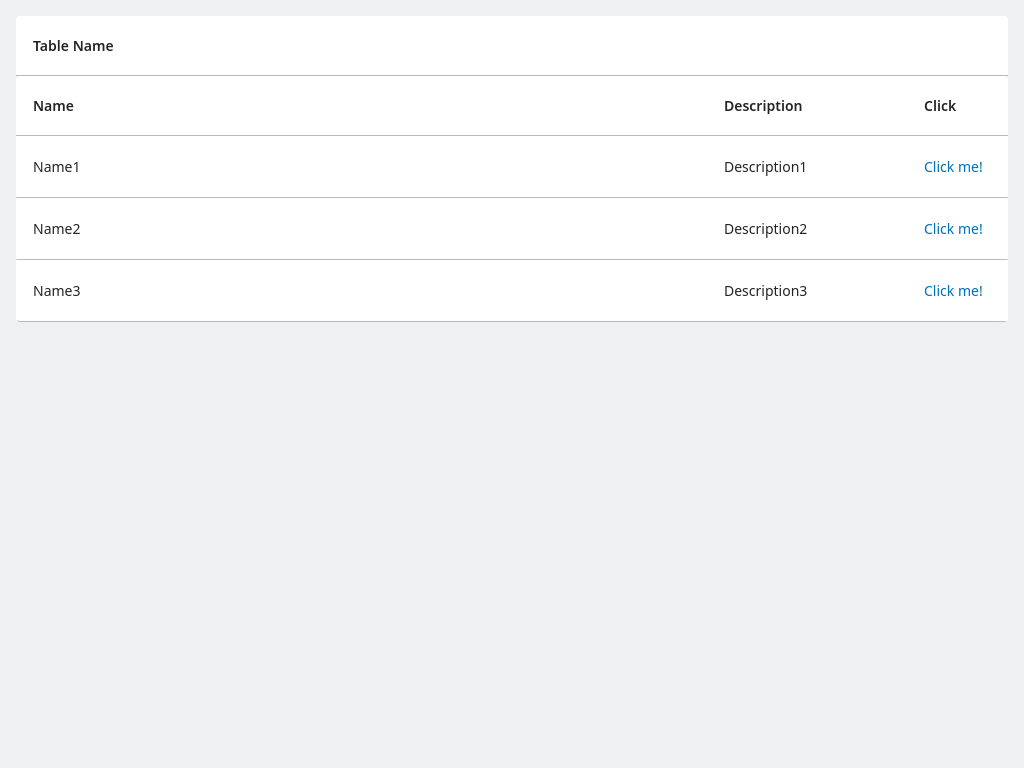 Table Name
Name Description Click
Name1 Description1 Click me!
Name2 Description2 Click me!
Name3 Description3 Click me!